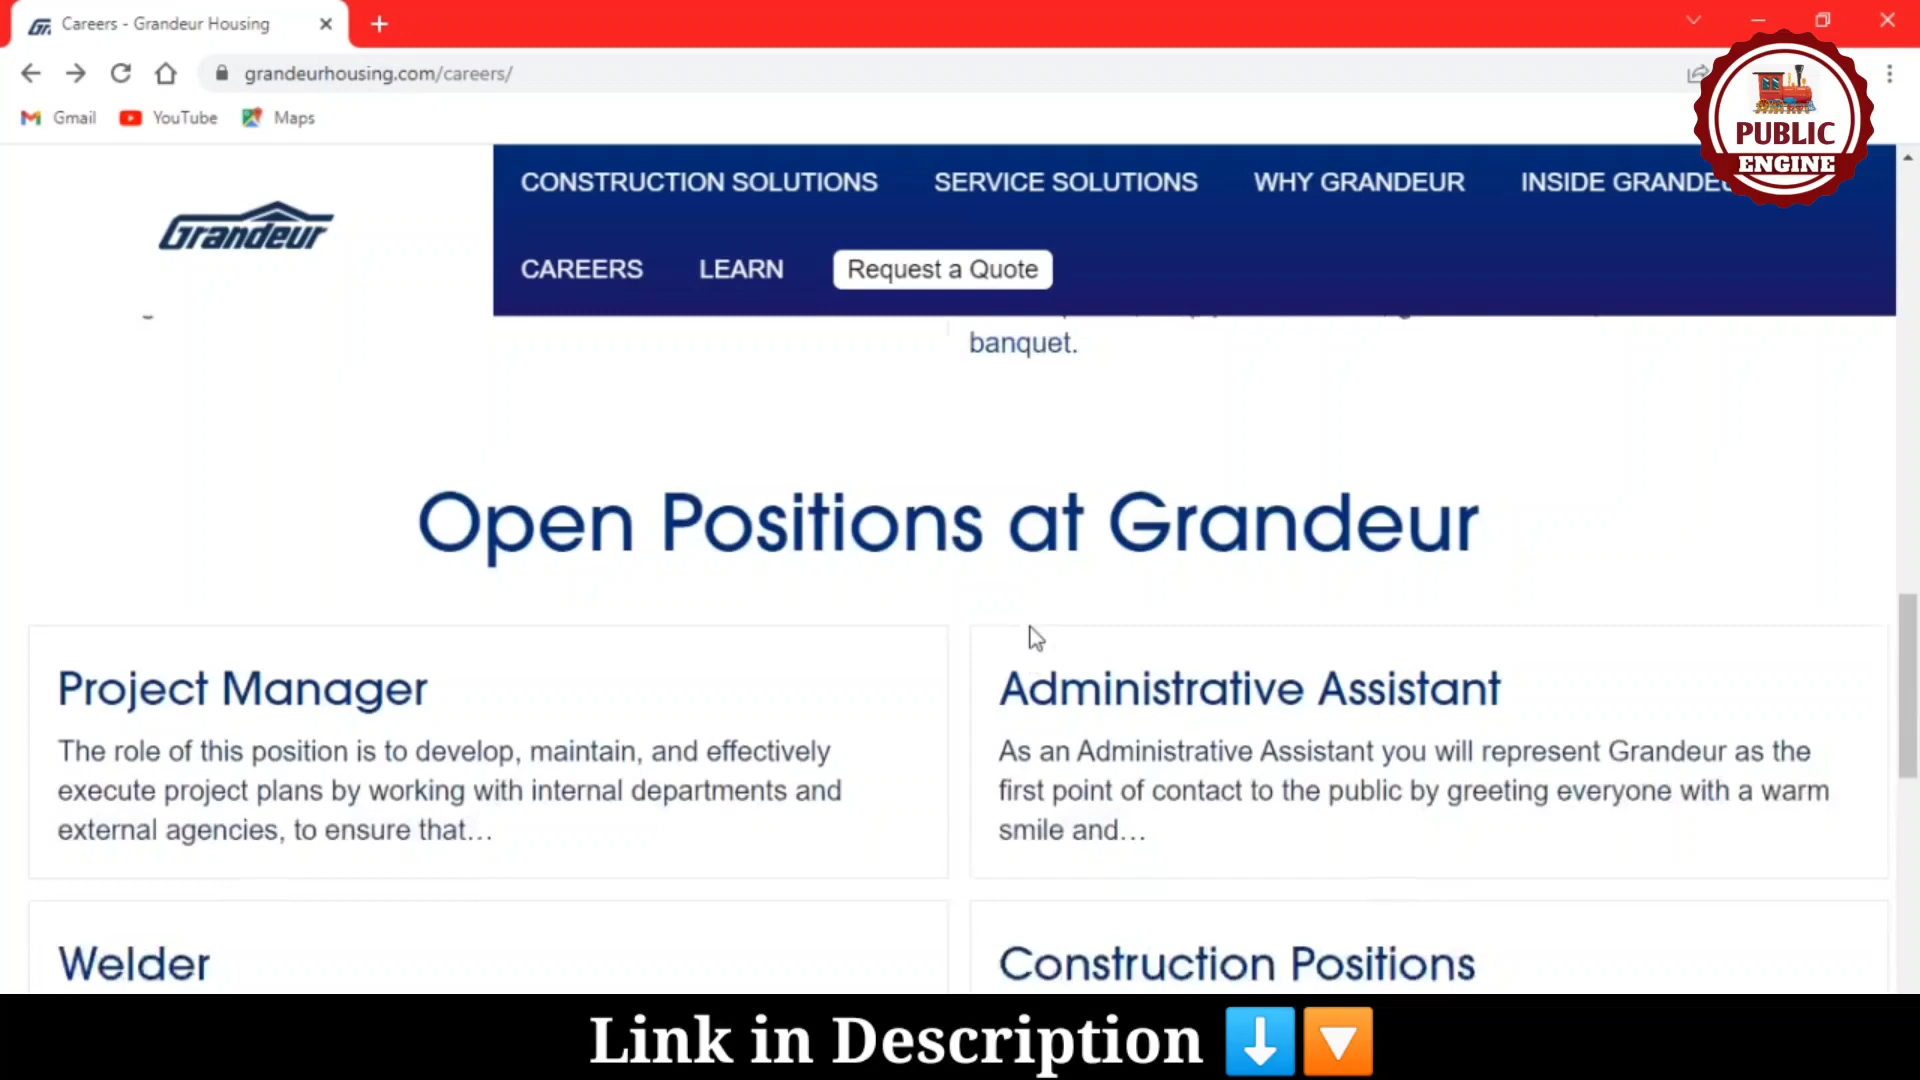 Careers - Grandeur Housing
grandeurhousing.com/careers/
Gmail YouTube Maps
PUBLIC
ENGINE
Grandeur
CONSTRUCTION SOLUTIONS SERVICE SOLUTIONS WHY GRANDEUR INSIDE GRANDEU
CAREERS LEARN Request a Quote
banquet.
Open Positions at Grandeur
Project Manager
The role of this position is to develop, maintain, and effectively
execute project plans by working with internal departments and
external agencies, to ensure that...
Administrative Assistant
As an Administrative Assistant you will represent Grandeur as the
first point of contact to the public by greeting everyone with a warm
smile and...
Welder
Construction Positions
Link in Description